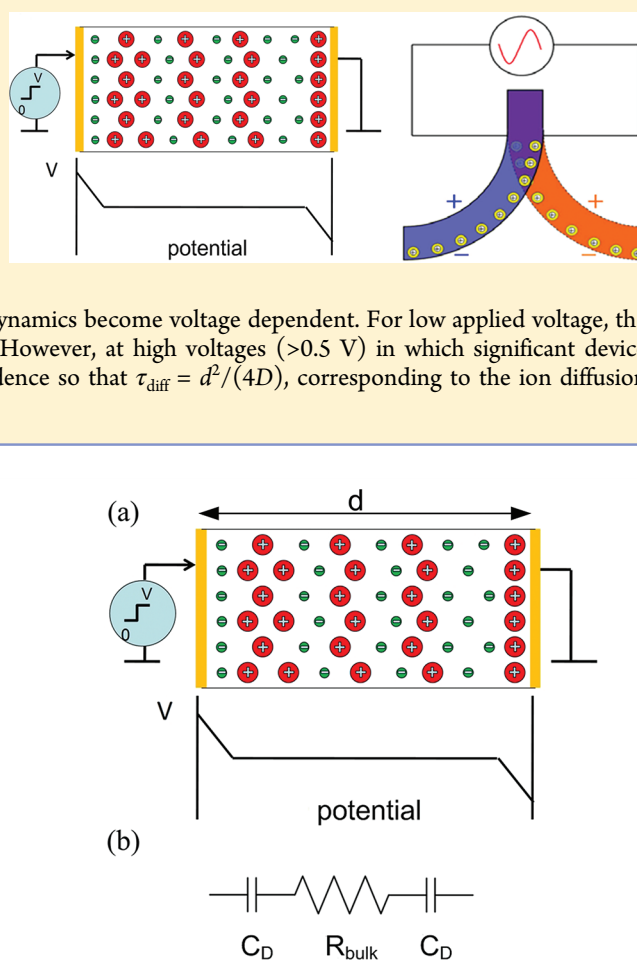 V
0
V
potential
+
+
−
−
ynamics become voltage dependent. For low applied voltage, th
However, at high voltages (>0.5 V) in which significant devic
dence so that τdiff = d²/(4D), corresponding to the ion diffusion
(a)
d
V
0
V
potential
(b)
CD Rbulk CD